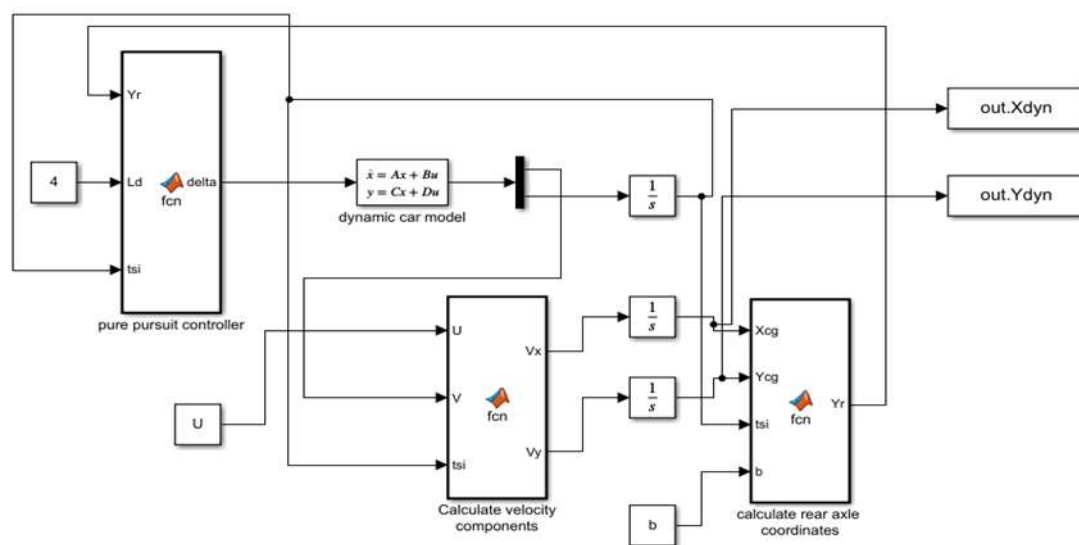 Yr
Ld
tsi
fcn
delta
pure pursuit controller
4
ẋ = Ax + Bu
y = Cx + Du
dynamic car model
1
s
out.Xdyn
out.Ydyn
U
V
tsi
fcn
Vx
Vy
Calculate velocity
components
U
1
s
1
s
Xcg
Ycg
tsi
b
fcn
Yr
calculate rear axle
coordinates
b